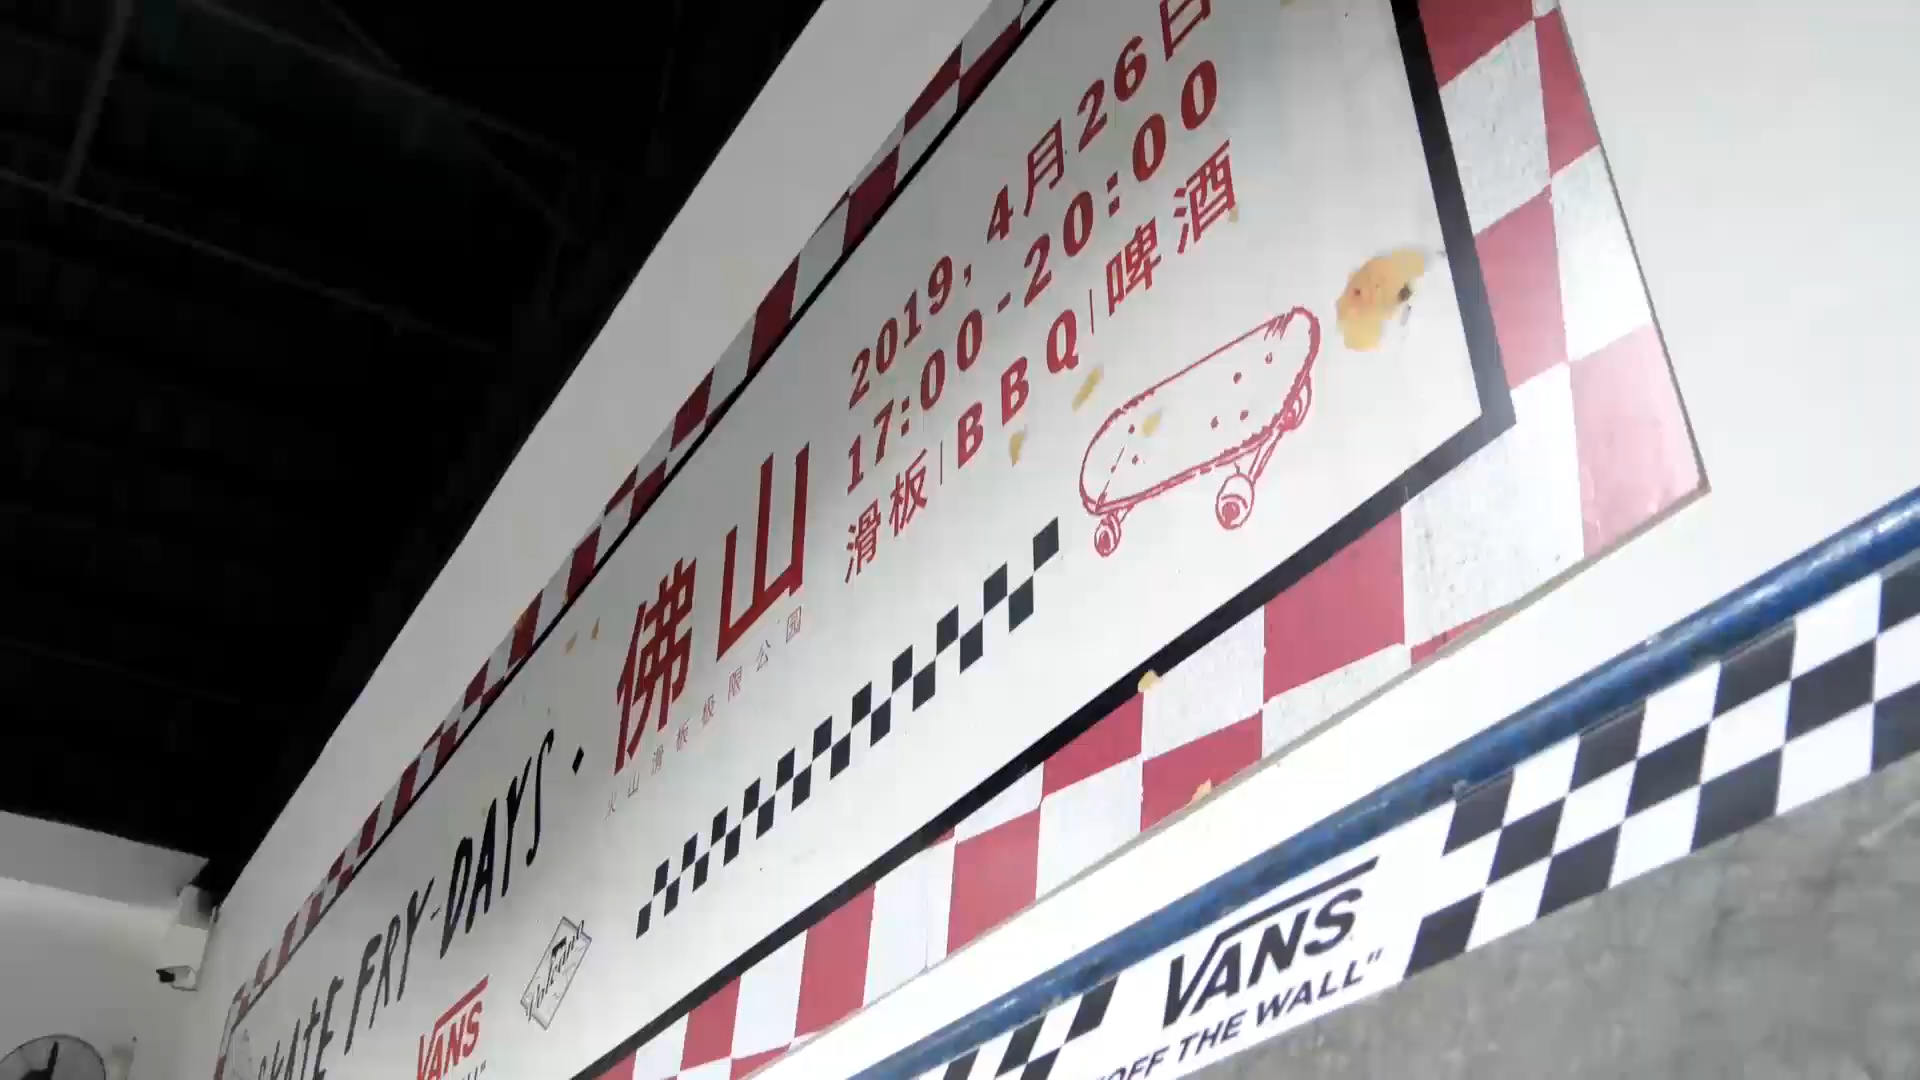 SKATE FRY-DAYS · 佛山
火山滑板极限公园
2019, 4月26日
17:00-20:00
滑板|BBQ|啤酒
VANS
VANS
"OFF THE WALL"